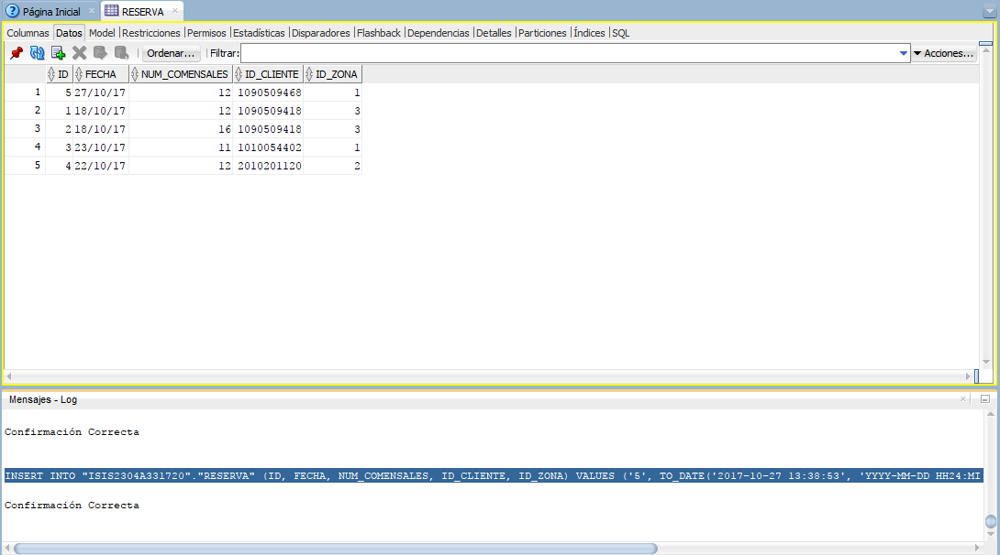 Página Inicial RESERVA
Columnas Datos Model Restricciones Permisos Estadísticas Disparadores Flashback Dependencias Detalles Particiones Índices SQL
Ordenar... Filtrar: Acciones...
ID FECHA NUM_COMENSALES ID_CLIENTE ID_ZONA
1 5 27/10/17 12 1090509468 1
2 1 18/10/17 12 1090509418 3
3 2 18/10/17 16 1090509418 3
4 3 23/10/17 11 1010054402 1
5 4 22/10/17 12 2010201120 2
Mensajes - Log
Confirmación Correcta
INSERT INTO "ISIS2304A331720"."RESERVA" (ID, FECHA, NUM_COMENSALES, ID_CLIENTE, ID_ZONA) VALUES ('5', TO_DATE('2017-10-27 13:38:53', 'YYYY-MM-DD HH24:MI
Confirmación Correcta